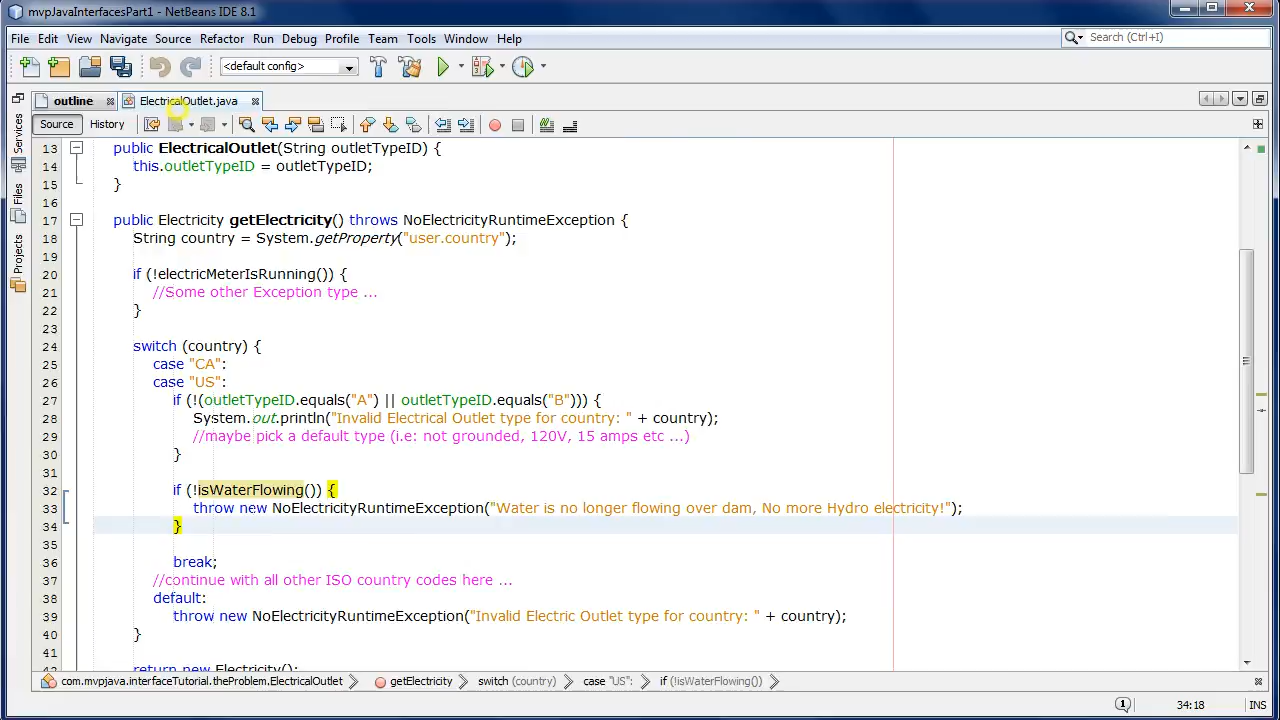 mvpJavaInterfacesPart1 - NetBeans IDE 8.1
File Edit View Navigate Source Refactor Run Debug Profile Team Tools Window Help
Search (Ctrl+I)
<default config>
outline ElectricalOutlet.java
Source History
Services
Files
Projects
13 public ElectricalOutlet(String outletTypeID) {
14 this.outletTypeID = outletTypeID;
15 }
16
17 public Electricity getElectricity() throws NoElectricityRuntimeException {
18 String country = System.getProperty("user.country");
19
20 if (!electricMeterIsRunning()) {
21 //Some other Exception type ...
22 }
23
24 switch (country) {
25 case "CA":
26 case "US":
27 if (!(outletTypeID.equals("A") || outletTypeID.equals("B"))) {
28 System.out.println("Invalid Electrical Outlet type for country: " + country);
29 //maybe pick a default type (i.e: not grounded, 120V, 15 amps etc ...)
30 }
31
32 if (!isWaterFlowing()) {
33 throw new NoElectricityRuntimeException("Water is no longer flowing over dam, No more Hydro electricity!");
34 }
35
36 break;
37 //continue with all other ISO country codes here ...
38 default:
39 throw new NoElectricityRuntimeException("Invalid Electric Outlet type for country: " + country);
40 }
41
return new Electricity();
com.mvpjava.interfaceTutorial.theProblem.ElectricalOutlet getElectricity switch (country) case "US": if (!isWaterFlowing())
1 34:18 INS